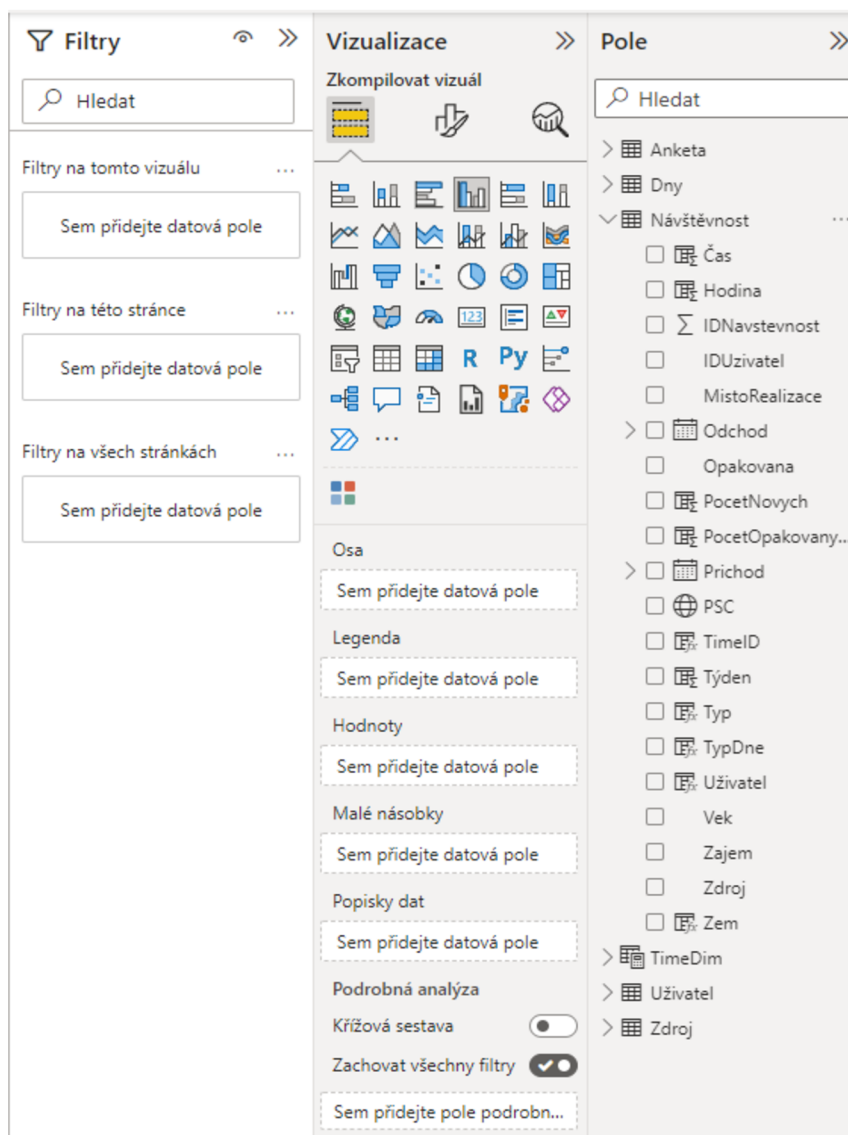 Filtry
Hledat
Filtry na tomto vizuálu
...
Sem přidejte datová pole
Filtry na této stránce
...
Sem přidejte datová pole
Filtry na všech stránkách
...
Sem přidejte datová pole
Vizualizace
Zkompilovat vizuál
123
R
Py
...
Osa
Sem přidejte datová pole
Legenda
Sem přidejte datová pole
Hodnoty
Sem přidejte datová pole
Malé násobky
Sem přidejte datová pole
Popisky dat
Sem přidejte datová pole
Podrobná analýza
Křížová sestava
Zachovat všechny filtry
Sem přidejte pole podrobn...
Pole
Hledat
Anketa
Dny
Návštěvnost
...
Čas
Hodina
IDNavstevnost
IDUzivatel
MistoRealizace
Odchod
Opakovana
PocetNovych
PocetOpakovany...
Prichod
PSC
TimeID
Týden
Typ
TypDne
Uživatel
Vek
Zajem
Zdroj
Zem
TimeDim
Uživatel
Zdroj